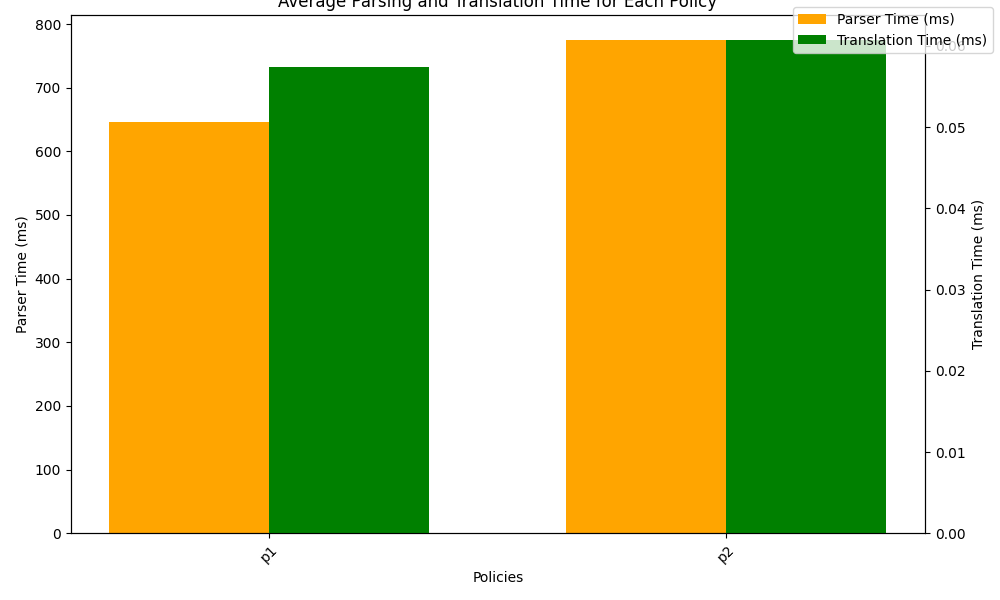 Average Parsing and Translation Time for Each Policy
Parser Time (ms)
Translation Time (ms)
800
700
600
500
400
300
200
100
0
Parser Time (ms)
0.06
0.05
0.04
0.03
0.02
0.01
0.00
Translation Time (ms)
p1
p2
Policies